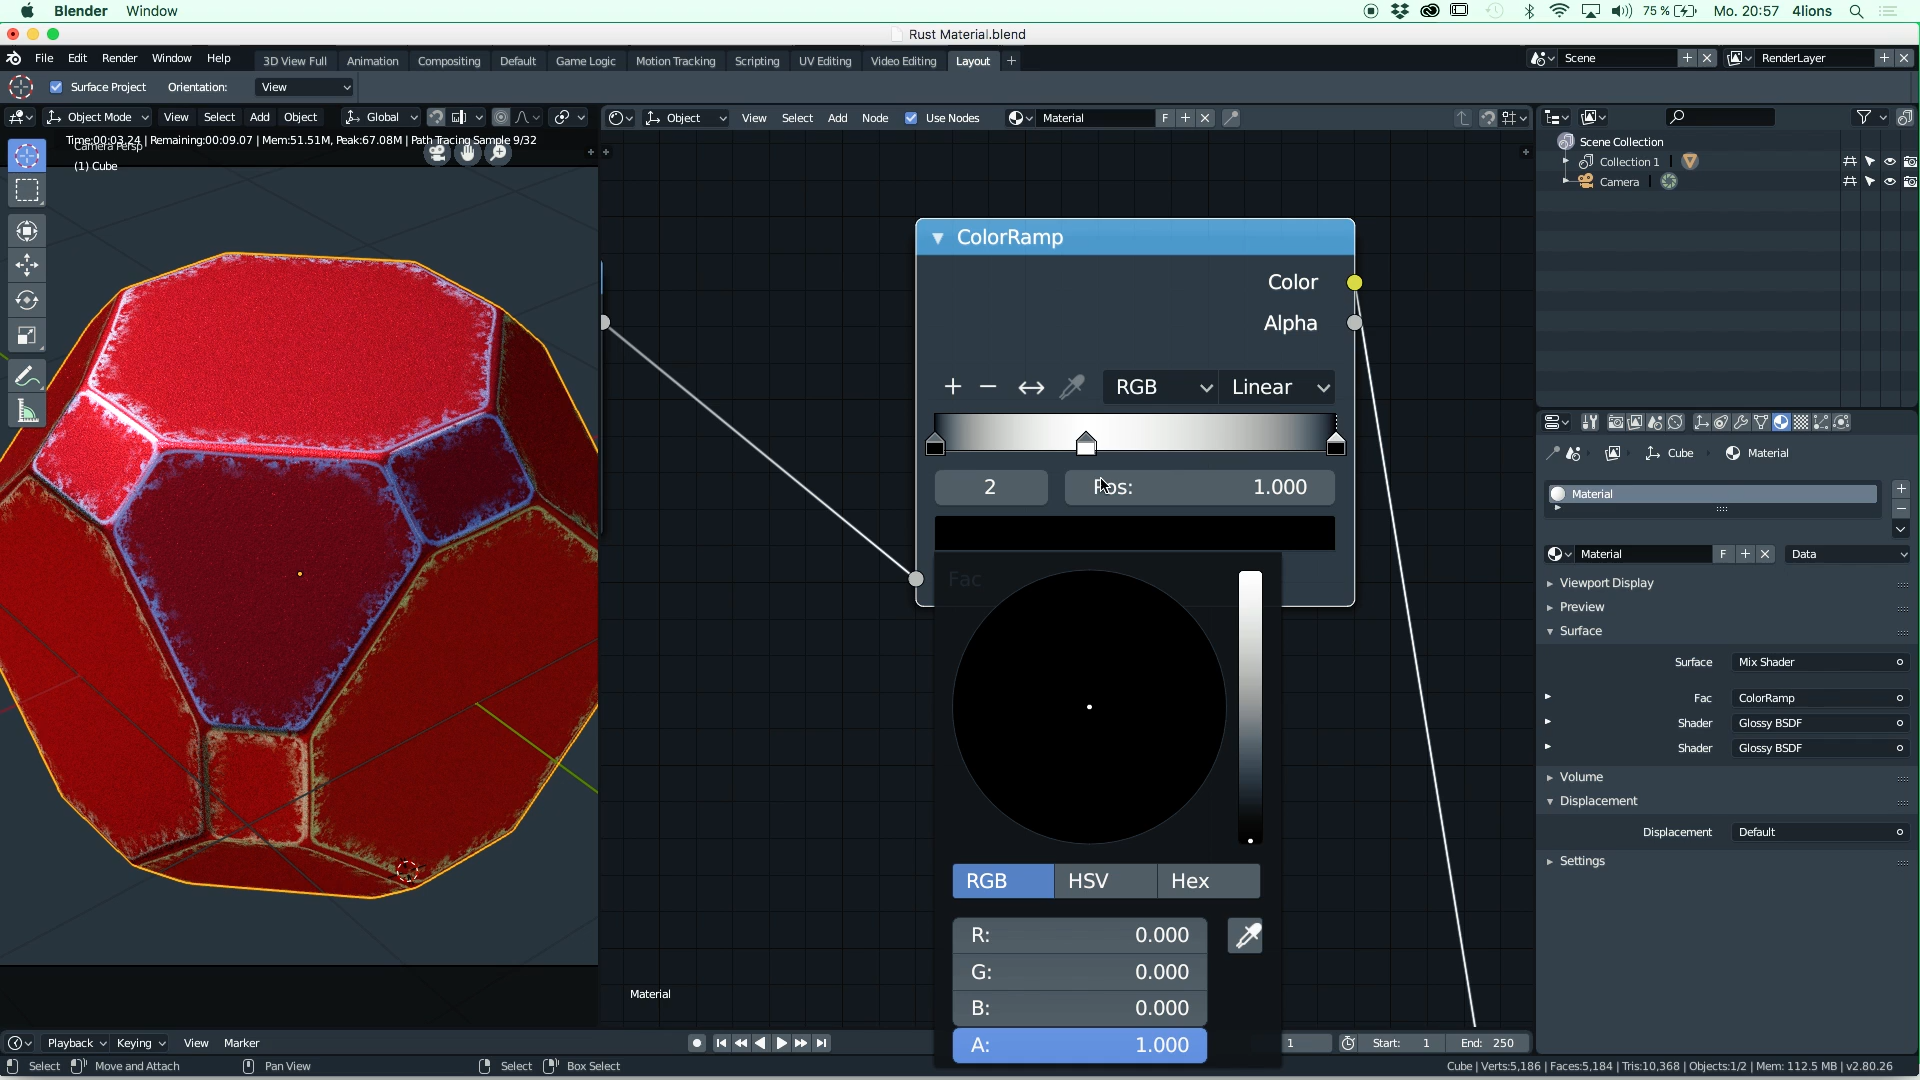 Blender Window 75 % Mo. 20:57 4lions
Rust Material.blend
File Edit Render Window Help 3D View Full Animation Compositing Default Game Logic Motion Tracking Scripting UV Editing Video Editing Layout + Scene RenderLayer
Surface Project Orientation: View
Object Mode View Select Add Object Global Object View Select Add Node Use Nodes Material F
Time:00:03.24 | Remaining:00:09.07 | Mem:51.51M, Peak:67.08M | Path Tracing Sample 9/32
Camera Persp
(1) Cube
Scene Collection
Collection 1
Camera
ColorRamp
Color
Alpha
RGB Linear
2 Pos: 1.000
Fac
RGB HSV Hex
R: 0.000
G: 0.000
B: 0.000
A: 1.000
Material
Cube Material
Material
Material F Data
Viewport Display
Preview
Surface
Surface Mix Shader
Fac ColorRamp
Shader Glossy BSDF
Shader Glossy BSDF
Volume
Displacement
Displacement Default
Settings
Playback Keying View Marker 1 Start: 1 End: 250
Select Move and Attach Pan View Select Box Select Cube | Verts:5,186 | Faces:5,184 | Tris:10,368 | Objects:1/2 | Mem: 112.5 MB | v2.80.26